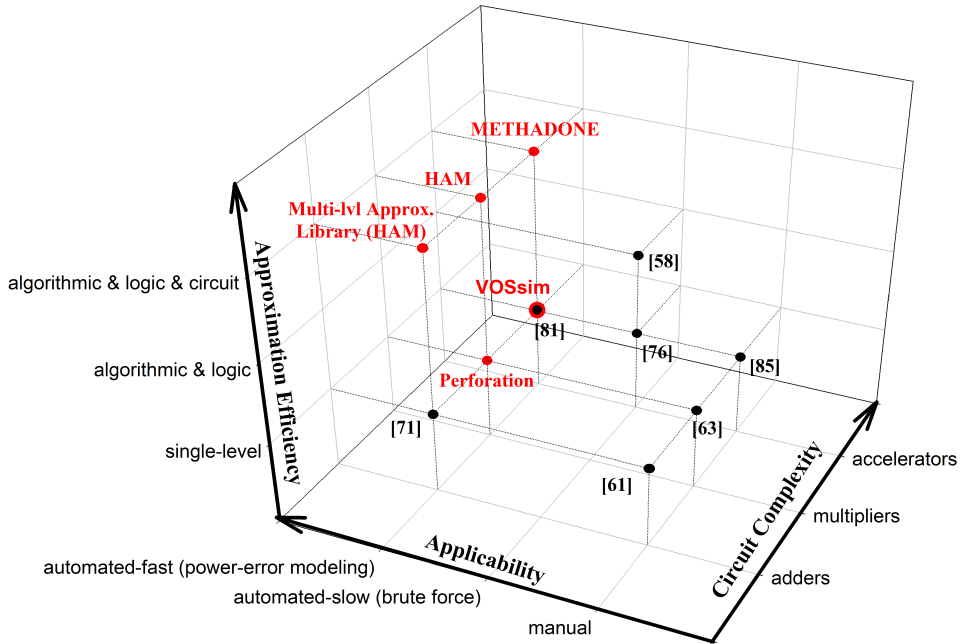 METHADONE
HAM
Multi-lvl Approx.
Library (HAM)
[58]
VOSsim
[81]
[76]
[85]
Perforation
[71]
[63]
[61]
Approximation Efficiency
algorithmic & logic & circuit
algorithmic & logic
single-level
Applicability
automated-fast (power-error modeling)
automated-slow (brute force)
manual
Circuit Complexity
accelerators
multipliers
adders